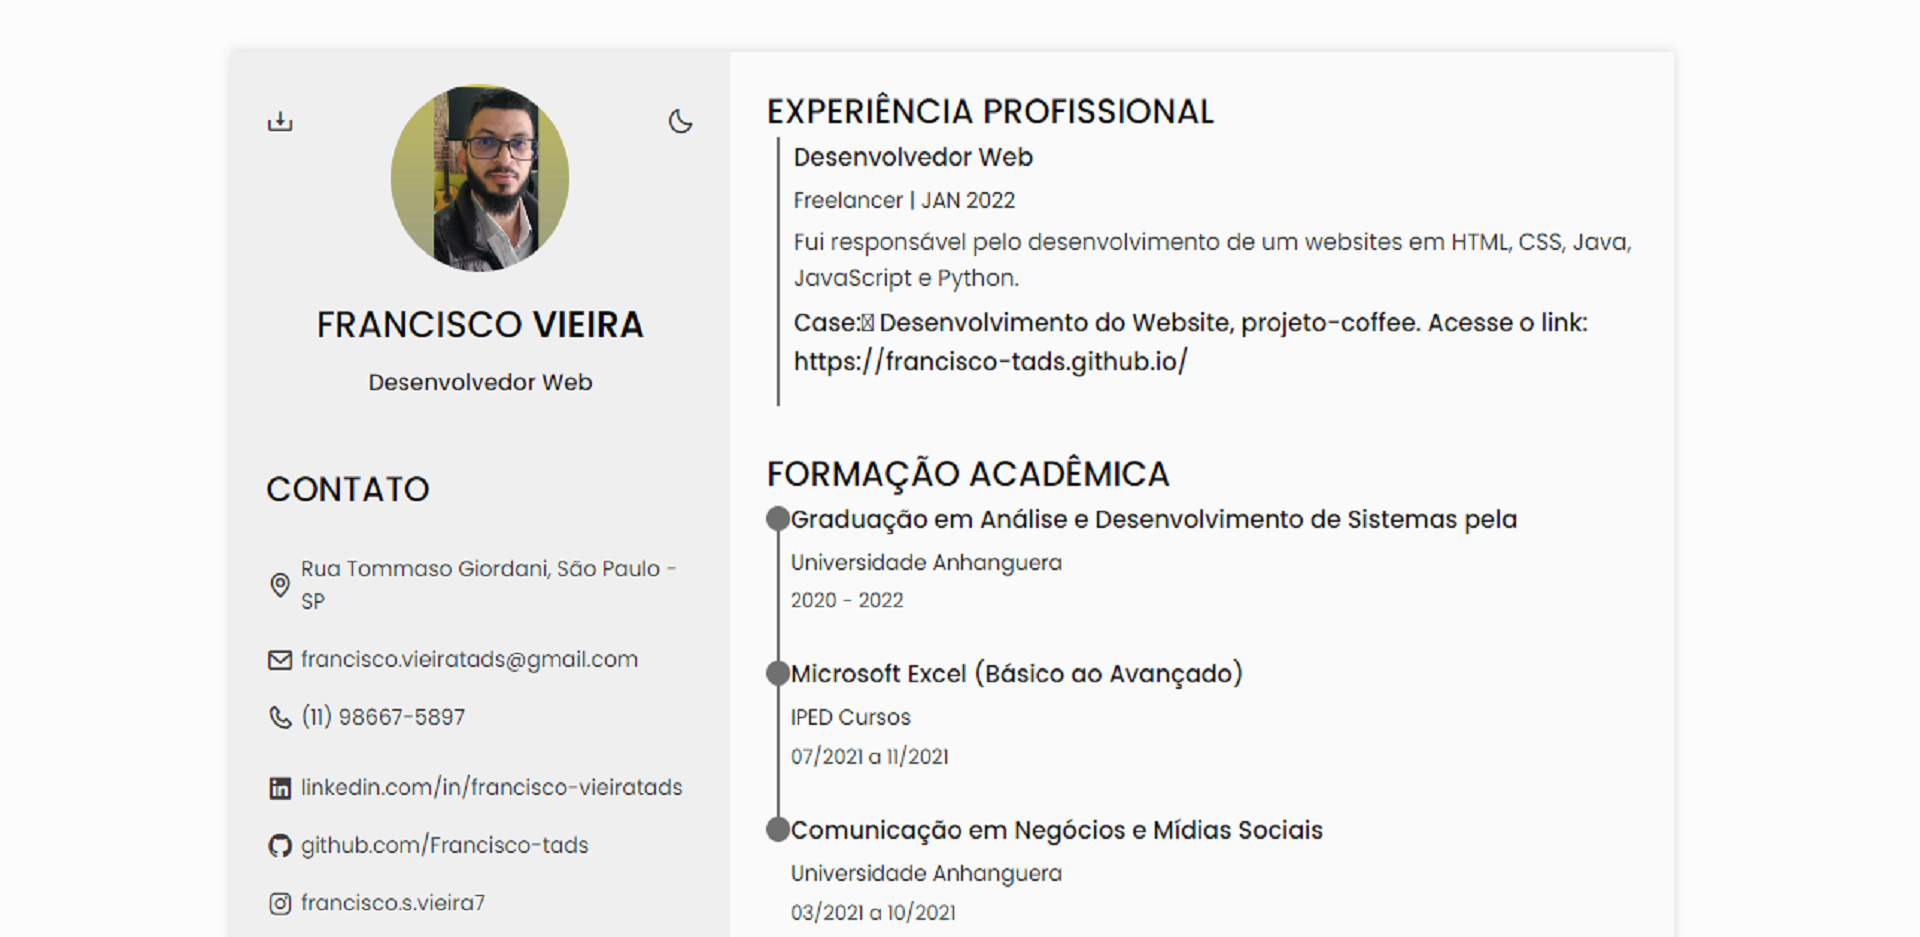 FRANCISCO VIEIRA
Desenvolvedor Web
CONTATO
Rua Tommaso Giordani, São Paulo -
SP
francisco.vieiratads@gmail.com
(11) 98667-5897
linkedin.com/in/francisco-vieiratads
github.com/Francisco-tads
francisco.s.vieira7
EXPERIÊNCIA PROFISSIONAL
Desenvolvedor Web
Freelancer | JAN 2022
Fui responsável pelo desenvolvimento de um websites em HTML, CSS, Java,
JavaScript e Python.
Case: Desenvolvimento do Website, projeto-coffee. Acesse o link:
https://francisco-tads.github.io/
FORMAÇÃO ACADÊMICA
Graduação em Análise e Desenvolvimento de Sistemas pela
Universidade Anhanguera
2020 - 2022
Microsoft Excel (Básico ao Avançado)
IPED Cursos
07/2021 a 11/2021
Comunicação em Negócios e Mídias Sociais
Universidade Anhanguera
03/2021 a 10/2021